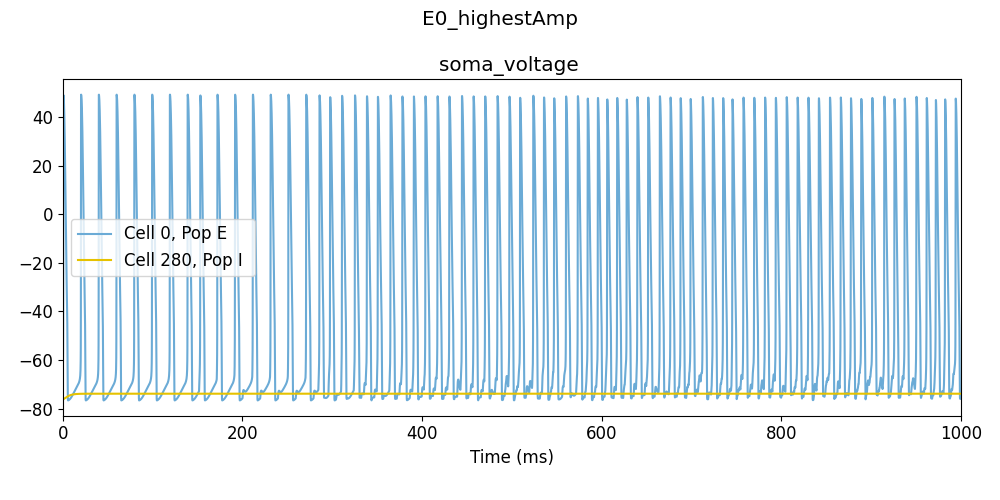 E0_highestAmp
soma_voltage
40
20
0
−20
−40
−60
−80
Cell 0, Pop E
Cell 280, Pop I
0 200 400 600 800 1000
Time (ms)